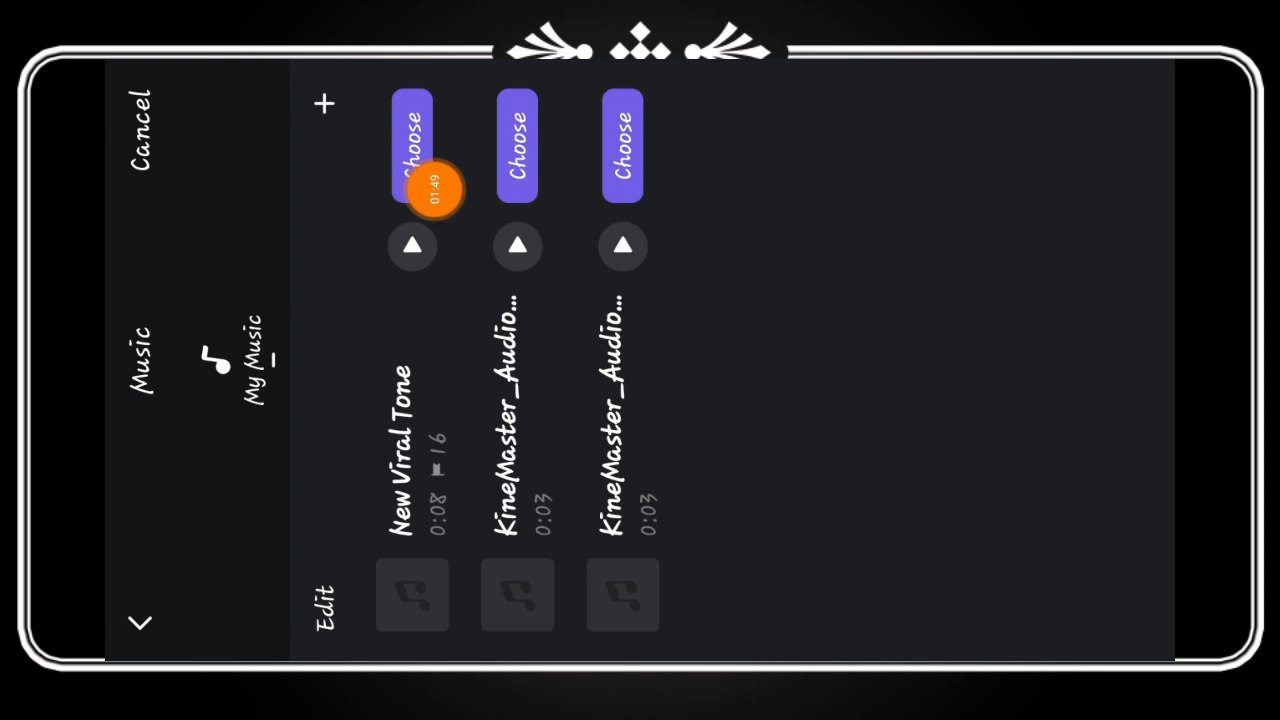 Music
Cancel
My Music
Edit
+
New Viral Tone
0:08 16
Choose
01:49
KineMaster_Audio...
0:03
Choose
KineMaster_Audio...
0:03
Choose